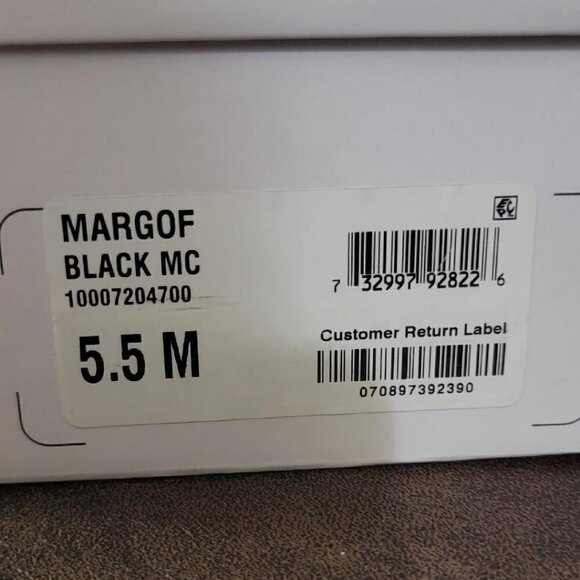 MARGOF
BLACK MC
10007204700
5.5 M
7 32997 92822 6
Customer Return Label
070897392390